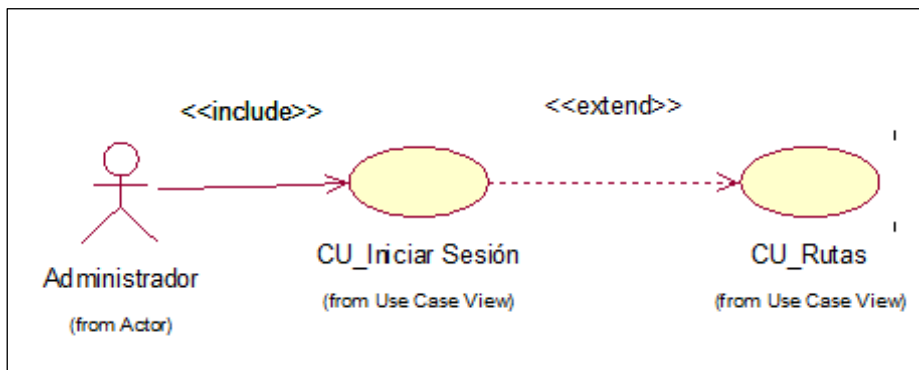 <<include>>
<<extend>>
Administrador
(from Actor)
CU_Iniciar Sesión
(from Use Case View)
CU_Rutas
(from Use Case View)